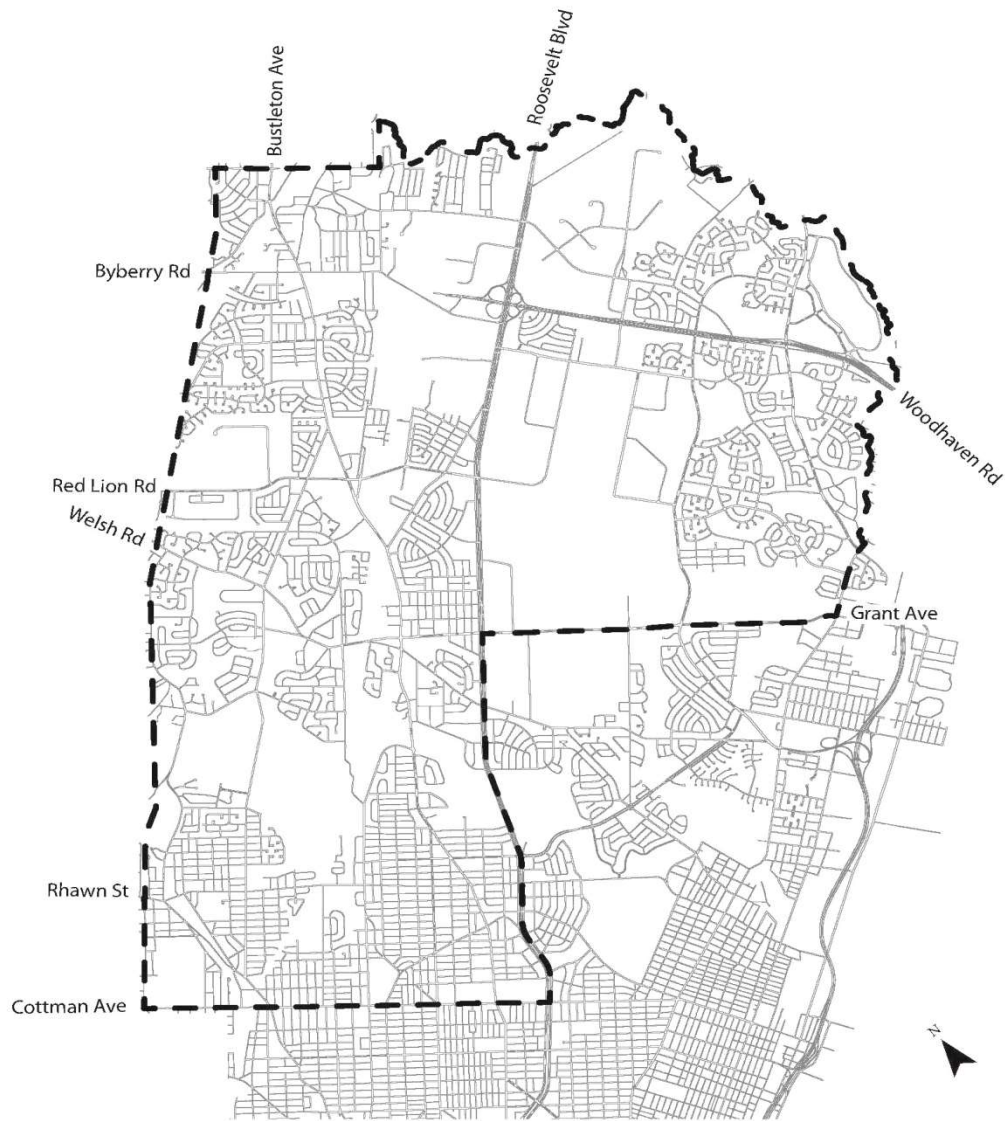 Bustleton Ave
Roosevelt Blvd
Byberry Rd
Woodhaven Rd
Red Lion Rd
Welsh Rd
Grant Ave
Rhawn St
Cottman Ave
N